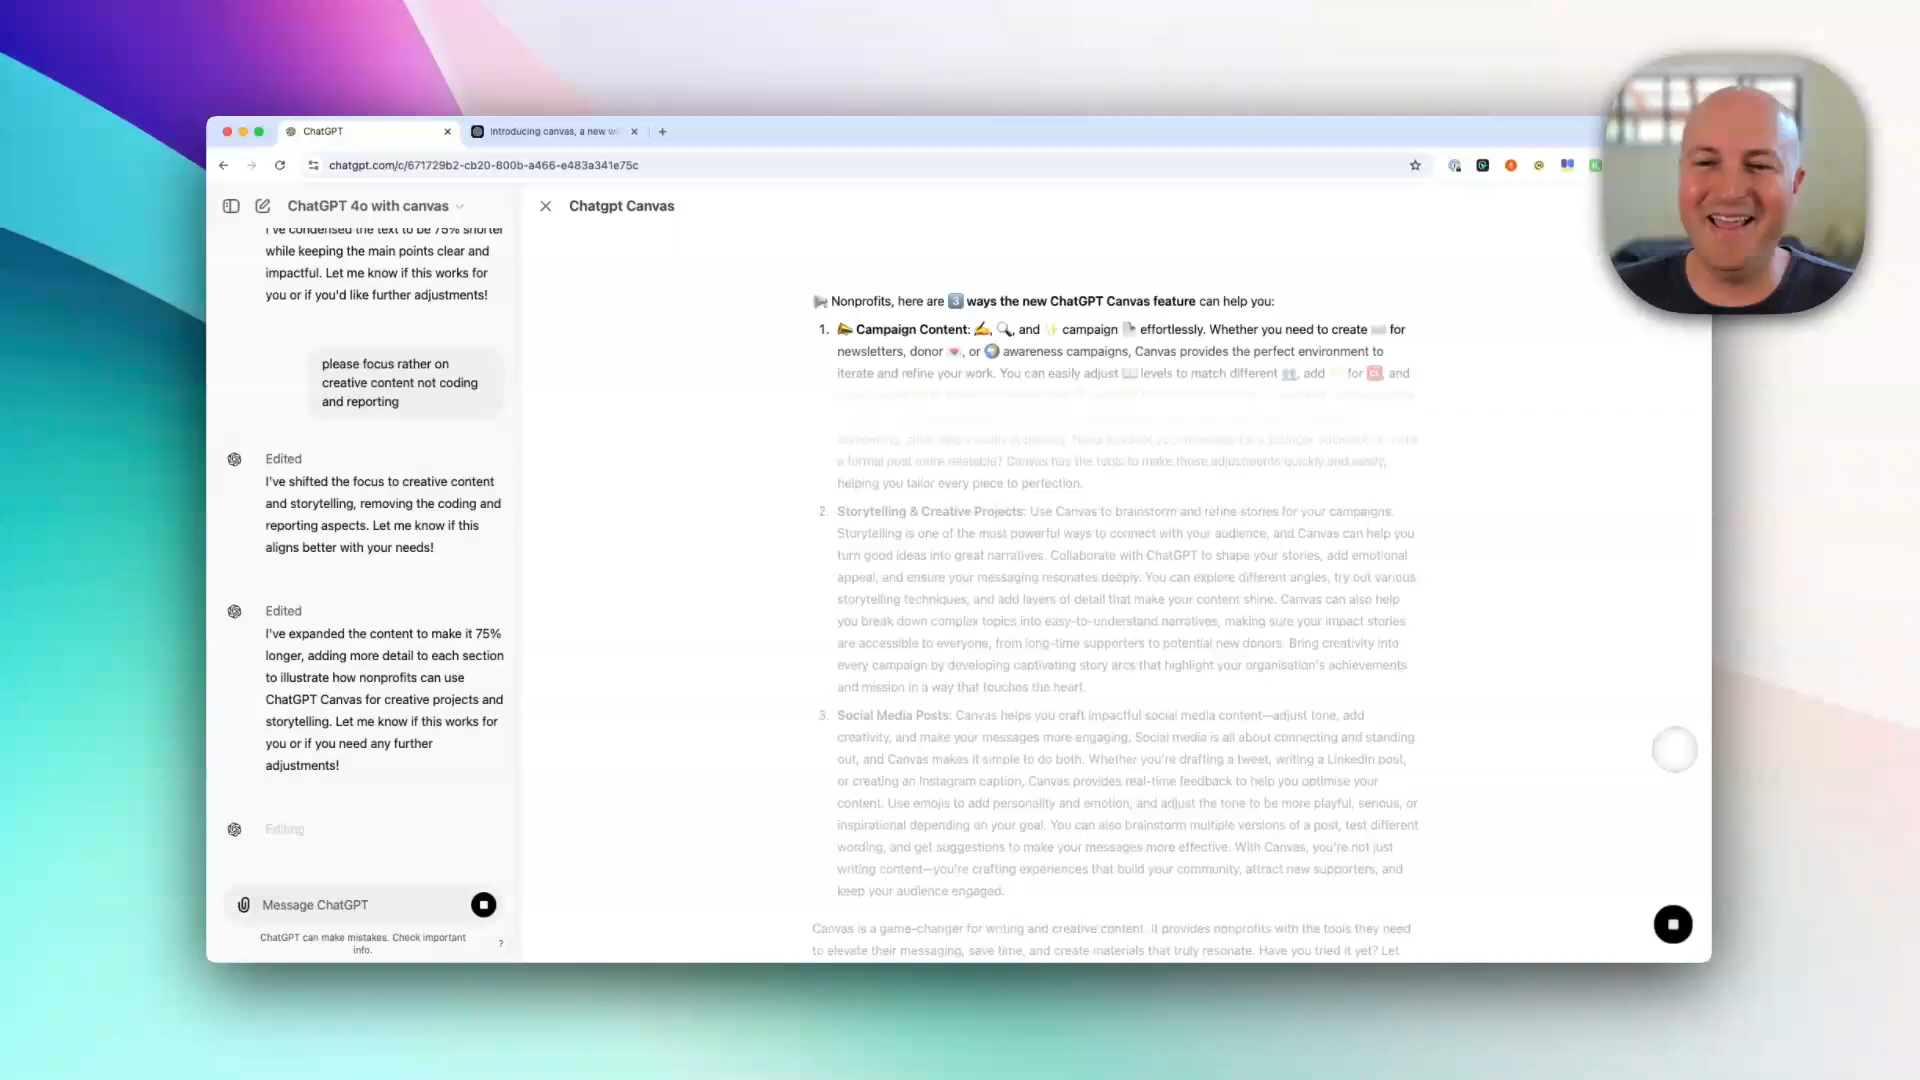 ChatGPT
Introducing canvas, a new w
chatgpt.com/c/671729b2-cb20-800b-a466-e483a341e75c
ChatGPT 4o with canvas
Chatgpt Canvas
I've condensed the text to be 75% shorter
while keeping the main points clear and
impactful. Let me know if this works for
you or if you'd like further adjustments!
please focus rather on
creative content not coding
and reporting
Edited
I've shifted the focus to creative content
and storytelling, removing the coding and
reporting aspects. Let me know if this
aligns better with your needs!
Edited
I've expanded the content to make it 75%
longer, adding more detail to each section
to illustrate how nonprofits can use
ChatGPT Canvas for creative projects and
storytelling. Let me know if this works for
you or if you need any further
adjustments!
Editing
Message ChatGPT
ChatGPT can make mistakes. Check important
info.
?
📣 Nonprofits, here are 3️⃣ ways the new ChatGPT Canvas feature can help you:
1. Campaign Content: ✍️, 🔍, and ✨ campaign effortlessly. Whether you need to create for
newsletters, donor 💌, or 🌍 awareness campaigns, Canvas provides the perfect environment to
iterate and refine your work. You can easily adjust 📖 levels to match different 👥, add ✨ for 🆑, and
a formal post more relatable? Canvas has the tools to make those adjustments quickly and easily,
helping you tailor every piece to perfection.
2. Storytelling & Creative Projects: Use Canvas to brainstorm and refine stories for your campaigns.
Storytelling is one of the most powerful ways to connect with your audience, and Canvas can help you
turn good ideas into great narratives. Collaborate with ChatGPT to shape your stories, add emotional
appeal, and ensure your messaging resonates deeply. You can explore different angles, try out various
storytelling techniques, and add layers of detail that make your content shine. Canvas can also help
you break down complex topics into easy-to-understand narratives, making sure your impact stories
are accessible to everyone, from long-time supporters to potential new donors. Bring creativity into
every campaign by developing captivating story arcs that highlight your organisation's achievements
and mission in a way that touches the heart.
3. Social Media Posts: Canvas helps you craft impactful social media content—adjust tone, add
creativity, and make your messages more engaging. Social media is all about connecting and standing
out, and Canvas makes it simple to do both. Whether you're drafting a tweet, writing a LinkedIn post,
or creating an Instagram caption, Canvas provides real-time feedback to help you optimise your
content. Use emojis to add personality and emotion, and adjust the tone to be more playful, serious, or
inspirational depending on your goal. You can also brainstorm multiple versions of a post, test different
wording, and get suggestions to make your messages more effective. With Canvas, you're not just
writing content—you're crafting experiences that build your community, attract new supporters, and
keep your audience engaged.
Canvas is a game-changer for writing and creative content. It provides nonprofits with the tools they need
to elevate their messaging, save time, and create materials that truly resonate. Have you tried it yet? Let